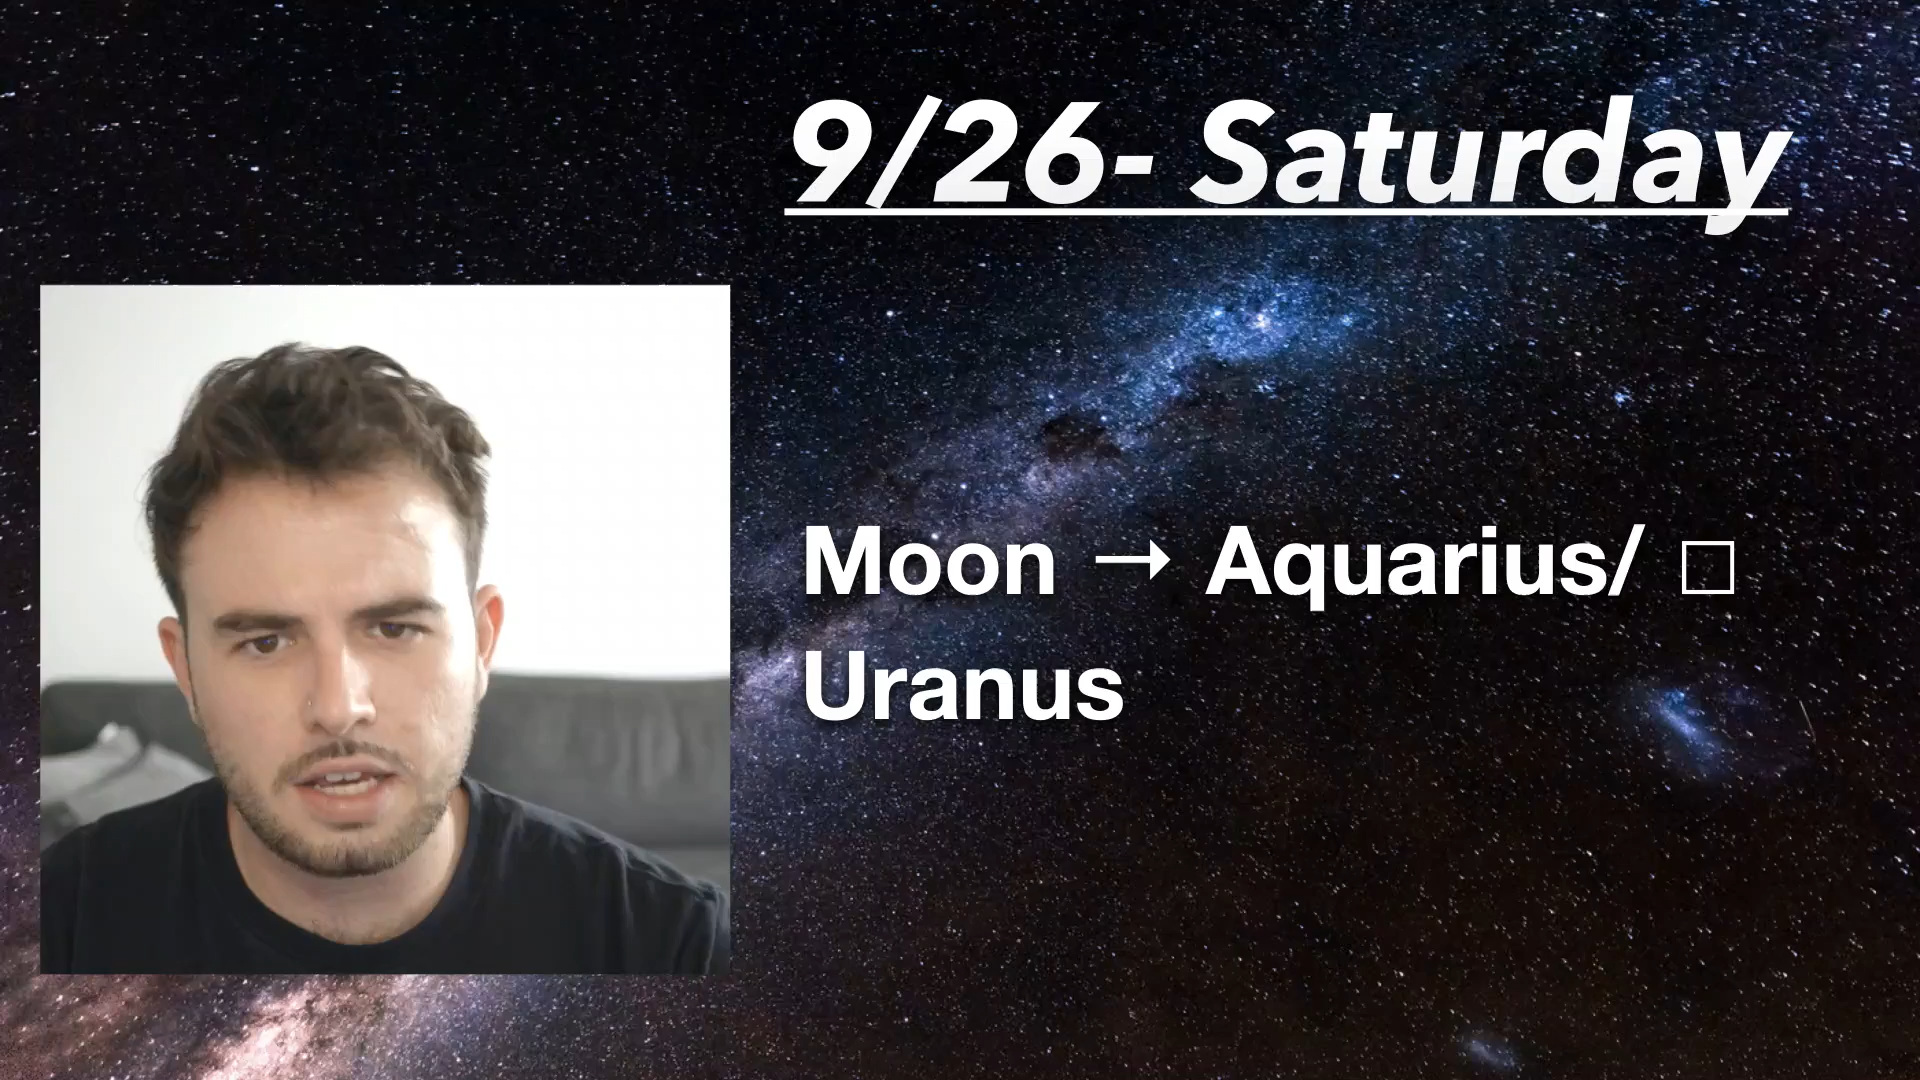 9/26- Saturday
Moon → Aquarius/ □
Uranus